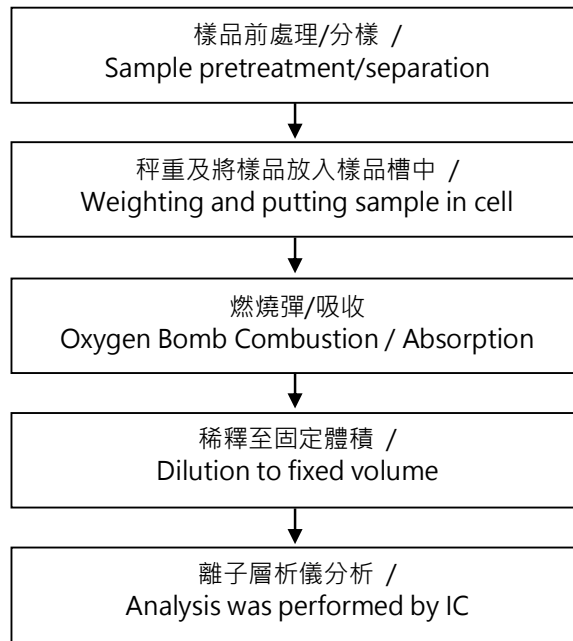 樣品前處理/分樣 /
Sample pretreatment/separation
秤重及將樣品放入樣品槽中 /
Weighting and putting sample in cell
燃燒彈/吸收
Oxygen Bomb Combustion / Absorption
稀釋至固定體積 /
Dilution to fixed volume
離子層析儀分析 /
Analysis was performed by IC